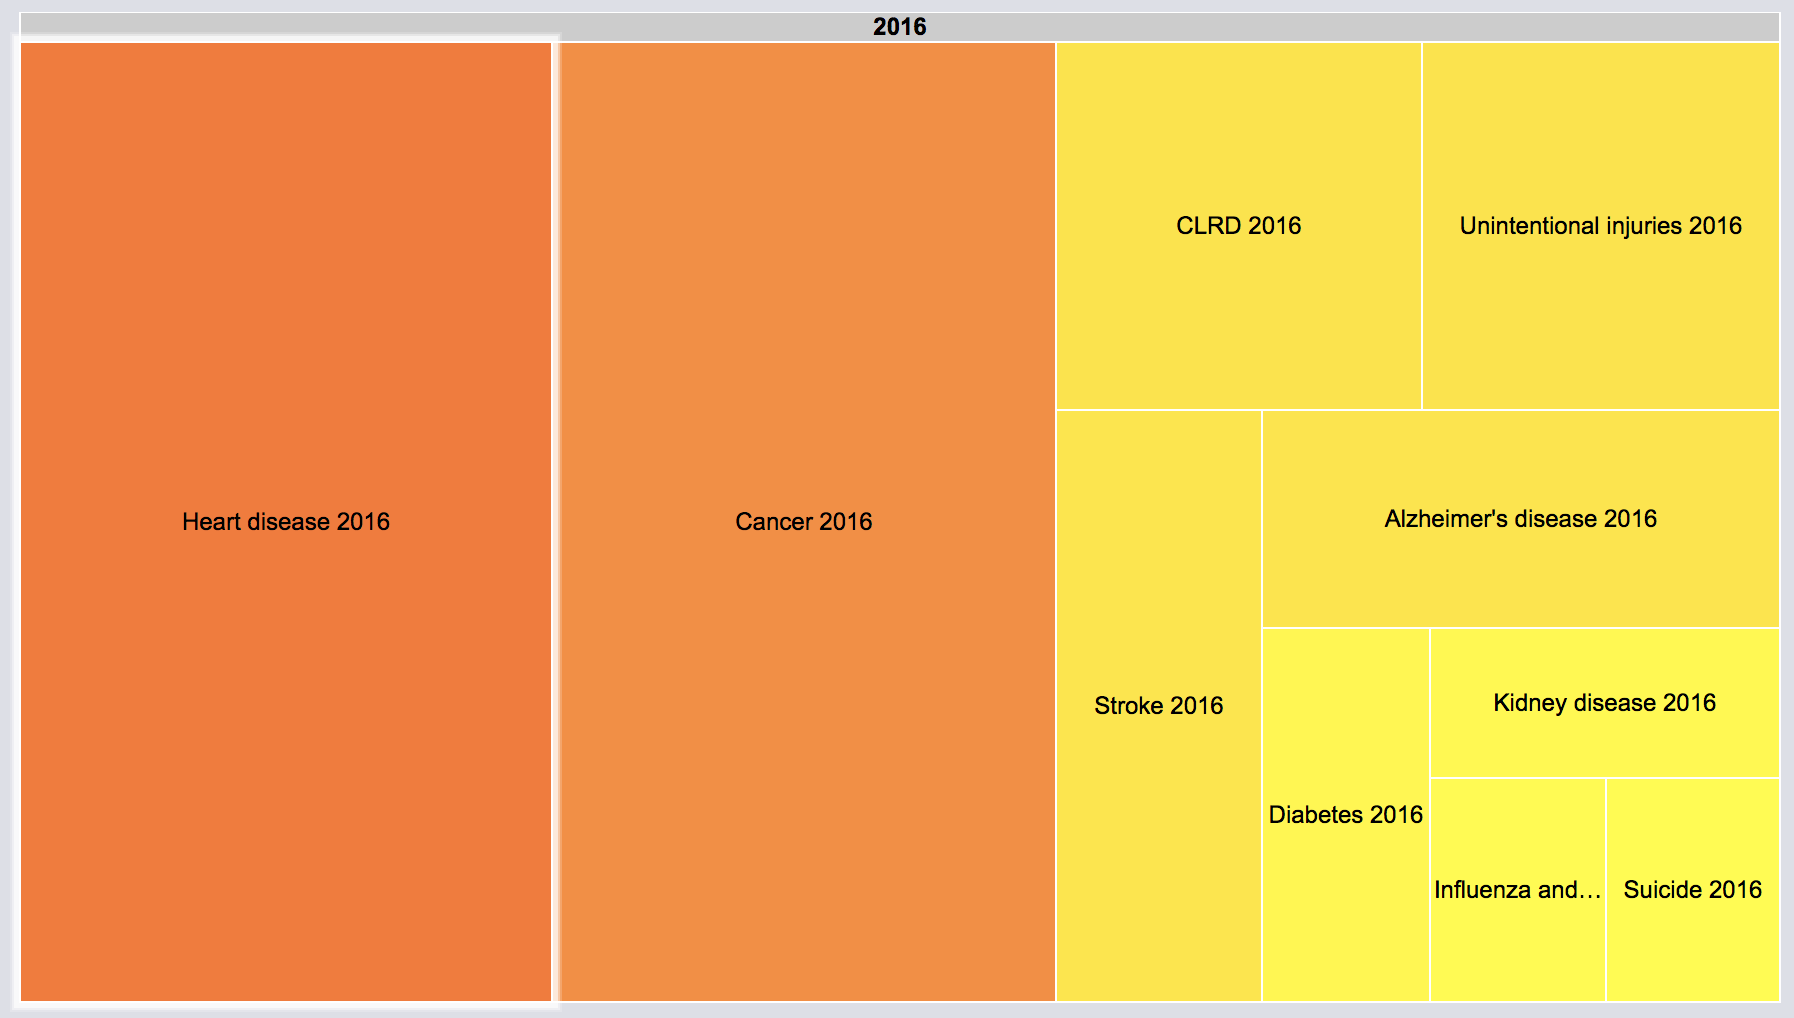 2016
Heart disease 2016
Cancer 2016
CLRD 2016
Unintentional injuries 2016
Stroke 2016
Alzheimer's disease 2016
Diabetes 2016
Kidney disease 2016
Influenza and…
Suicide 2016